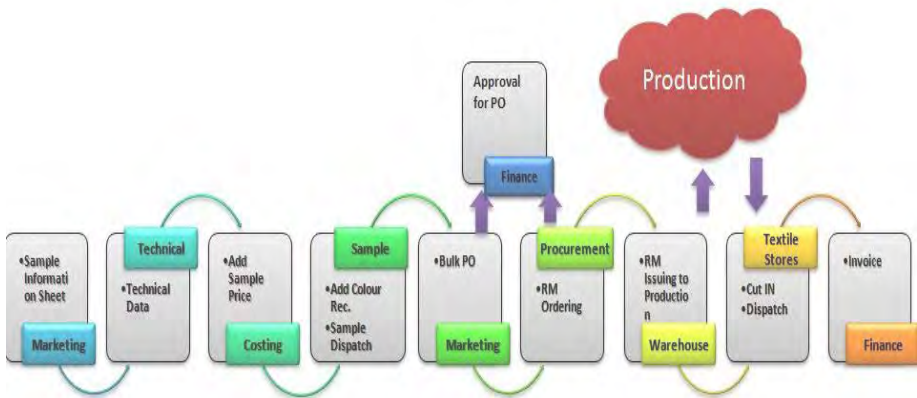 Production
Approval
for PO
Finance
•Sample
Informati
on Sheet
Marketing
Technical
•Technical
Data
•Add
Sample
Price
Costing
Sample
•Add Colour
Rec.
•Sample
Dispatch
•Bulk PO
Marketing
Procurement
•RM
Ordering
•RM
Issuing to
Productio
n
Warehouse
Textile
Stores
•Cut IN
•Dispatch
•Invoice
Finance